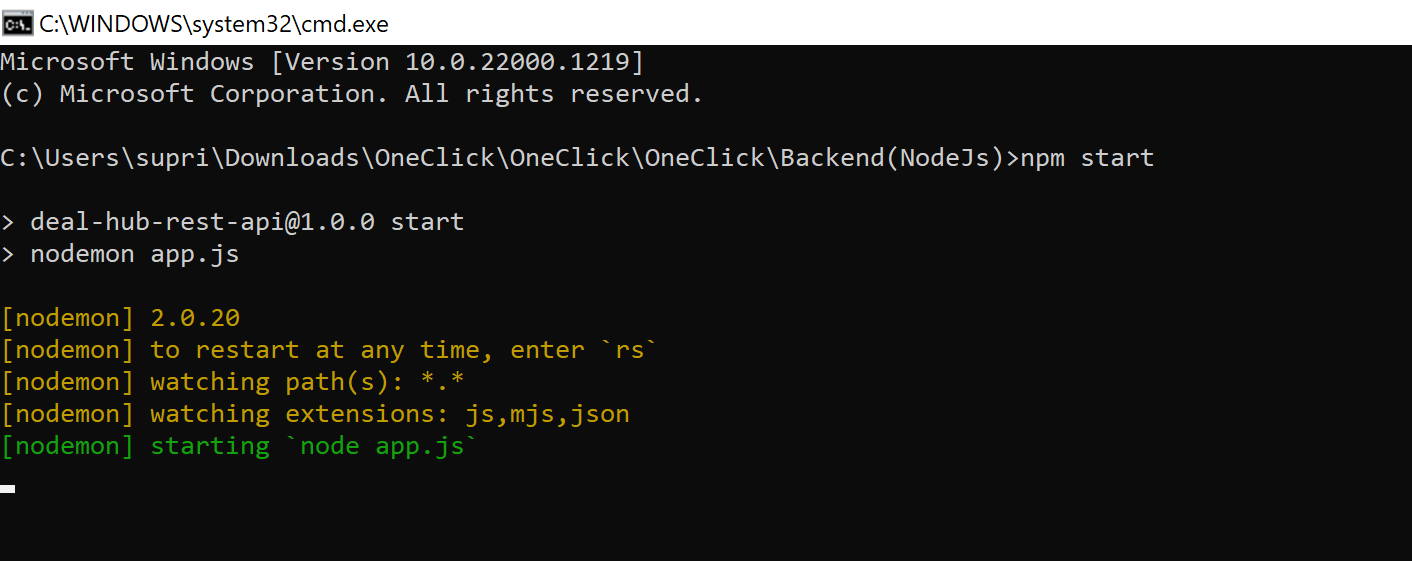 C:\WINDOWS\system32\cmd.exe
Microsoft Windows [Version 10.0.22000.1219]
(c) Microsoft Corporation. All rights reserved.
C:\Users\supri\Downloads\OneClick\OneClick\OneClick\Backend(NodeJs)>npm start
> deal-hub-rest-api@1.0.0 start
> nodemon app.js
[nodemon] 2.0.20
[nodemon] to restart at any time, enter `rs`
[nodemon] watching path(s): *.*
[nodemon] watching extensions: js,mjs,json
[nodemon] starting `node app.js`